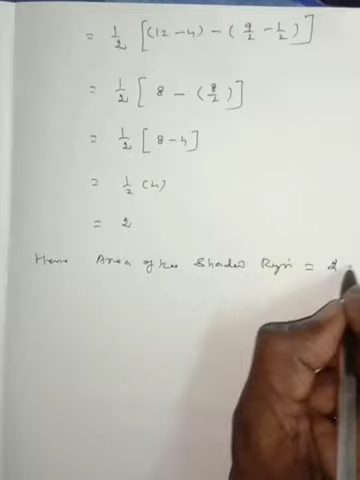 = 1/2 [(12 - 4) - (9/2 - 1/2)]
= 1/2 [8 - (8/2)]
= 1/2 [8 - 4]
= 1/2 (4)
= 2
Hence Area of the Shaded Region = 2